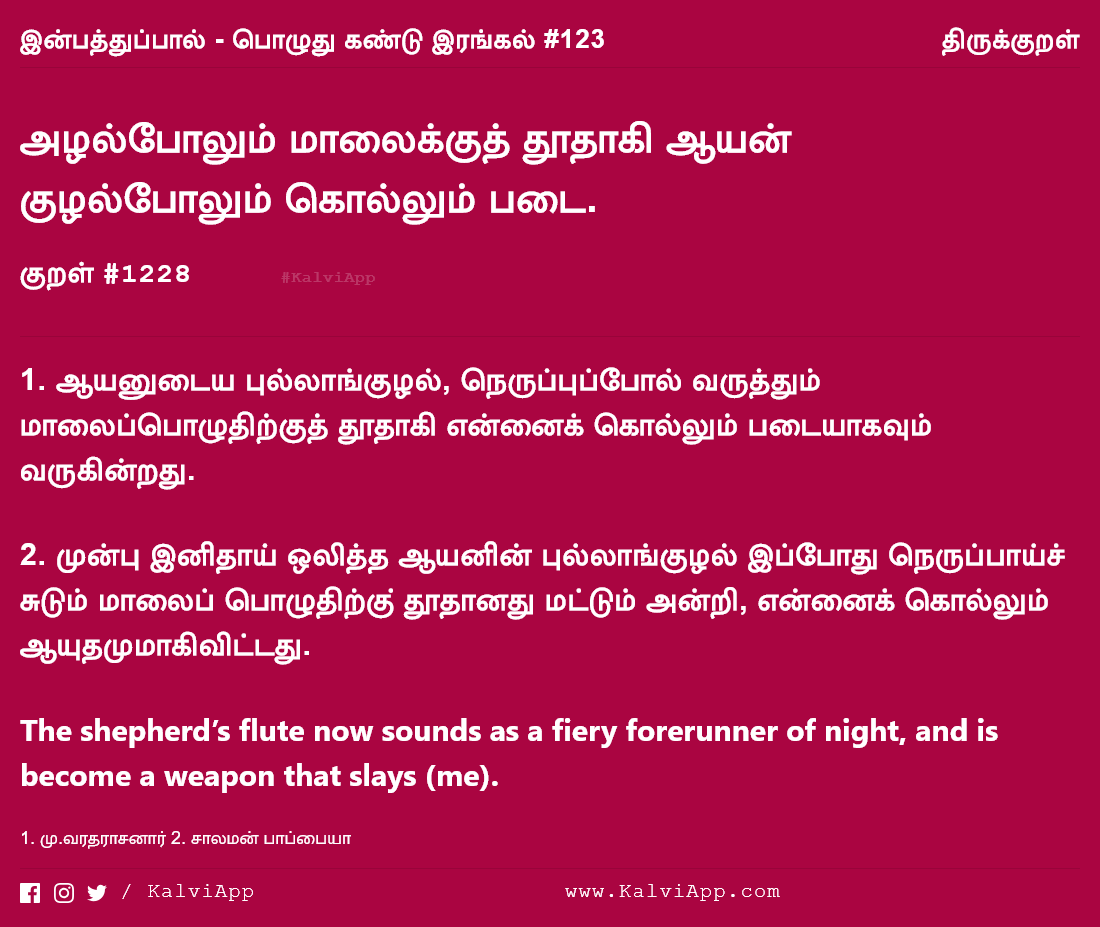 இன்பத்துப்பால் - பொழுது கண்டு இரங்கல் #123
திருக்குறள்
அழல்போலும் மாலைக்குத் தூதாகி ஆயன்
குழல்போலும் கொல்லும் படை.
குறள் #1228
#KalviApp
1. ஆயனுடைய புல்லாங்குழல், நெருப்புப்போல் வருத்தும்
மாலைப்பொழுதிற்குத் தூதாகி என்னைக் கொல்லும் படையாகவும்
வருகின்றது.
2. முன்பு இனிதாய் ஒலித்த ஆயனின் புல்லாங்குழல் இப்போது நெருப்பாய்ச்
சுடும் மாலைப் பொழுதிற்கு் தூதானது மட்டும் அன்றி, என்னைக் கொல்லும்
ஆயுதமுமாகிவிட்டது.
The shepherd’s flute now sounds as a fiery forerunner of night, and is
become a weapon that slays (me).
1. மு.வரதராசனார் 2. சாலமன் பாப்பையா
/ KalviApp
www.KalviApp.com